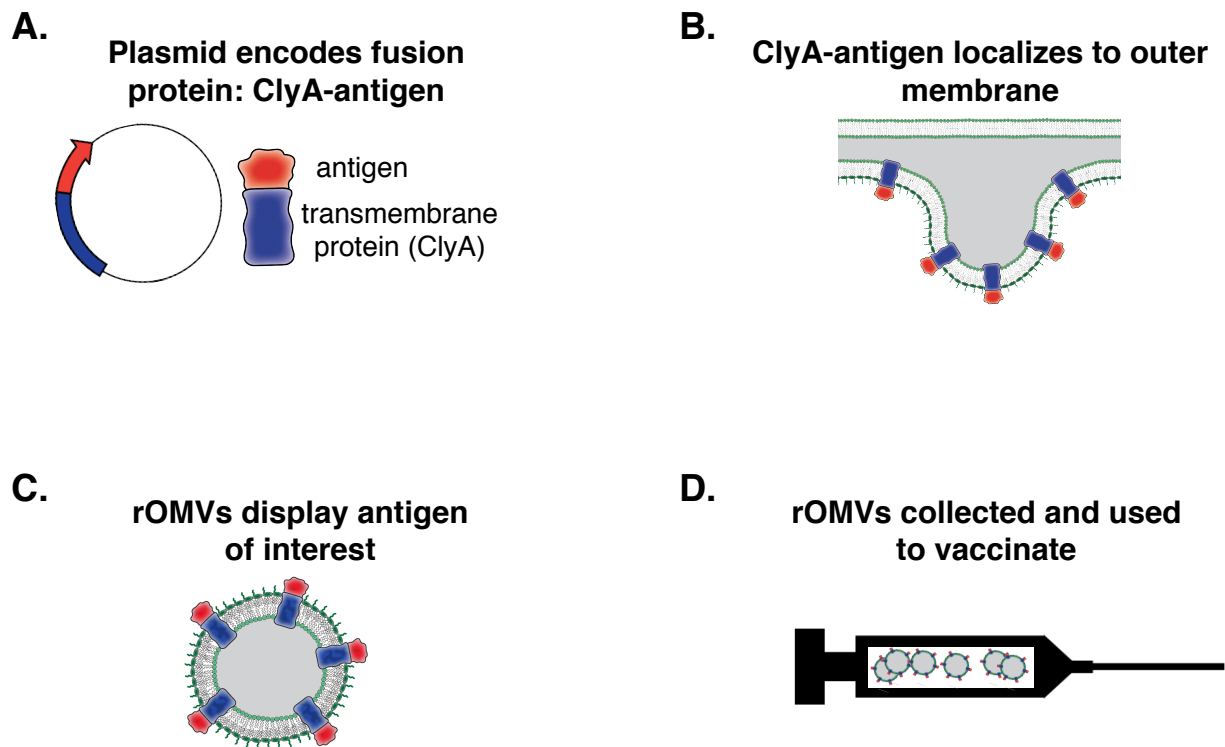 A.
Plasmid encodes fusion
protein: ClyA-antigen
antigen
transmembrane
protein (ClyA)
B.
ClyA-antigen localizes to outer
membrane
C.
rOMVs display antigen
of interest
D.
rOMVs collected and used
to vaccinate